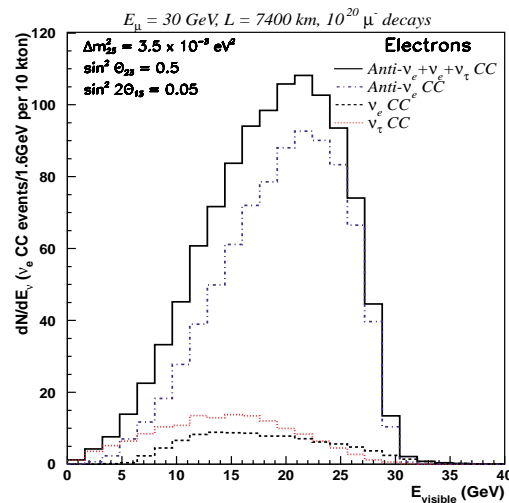 E_μ = 30 GeV, L = 7400 km, 10^20 μ^- decays
Δm²_23 = 3.5 x 10^-3 eV²
sin² Θ_23 = 0.5
sin² 2Θ_13 = 0.05
Electrons
Anti-ν_e+ν_e+ν_τ CC
Anti-ν_e CC
ν_e CC
ν_τ CC
dN/dE_ν (ν_e CC events/1.6GeV per 10 kton)
120
100
80
60
40
20
0
0 5 10 15 20 25 30 35 40
E_visible (GeV)